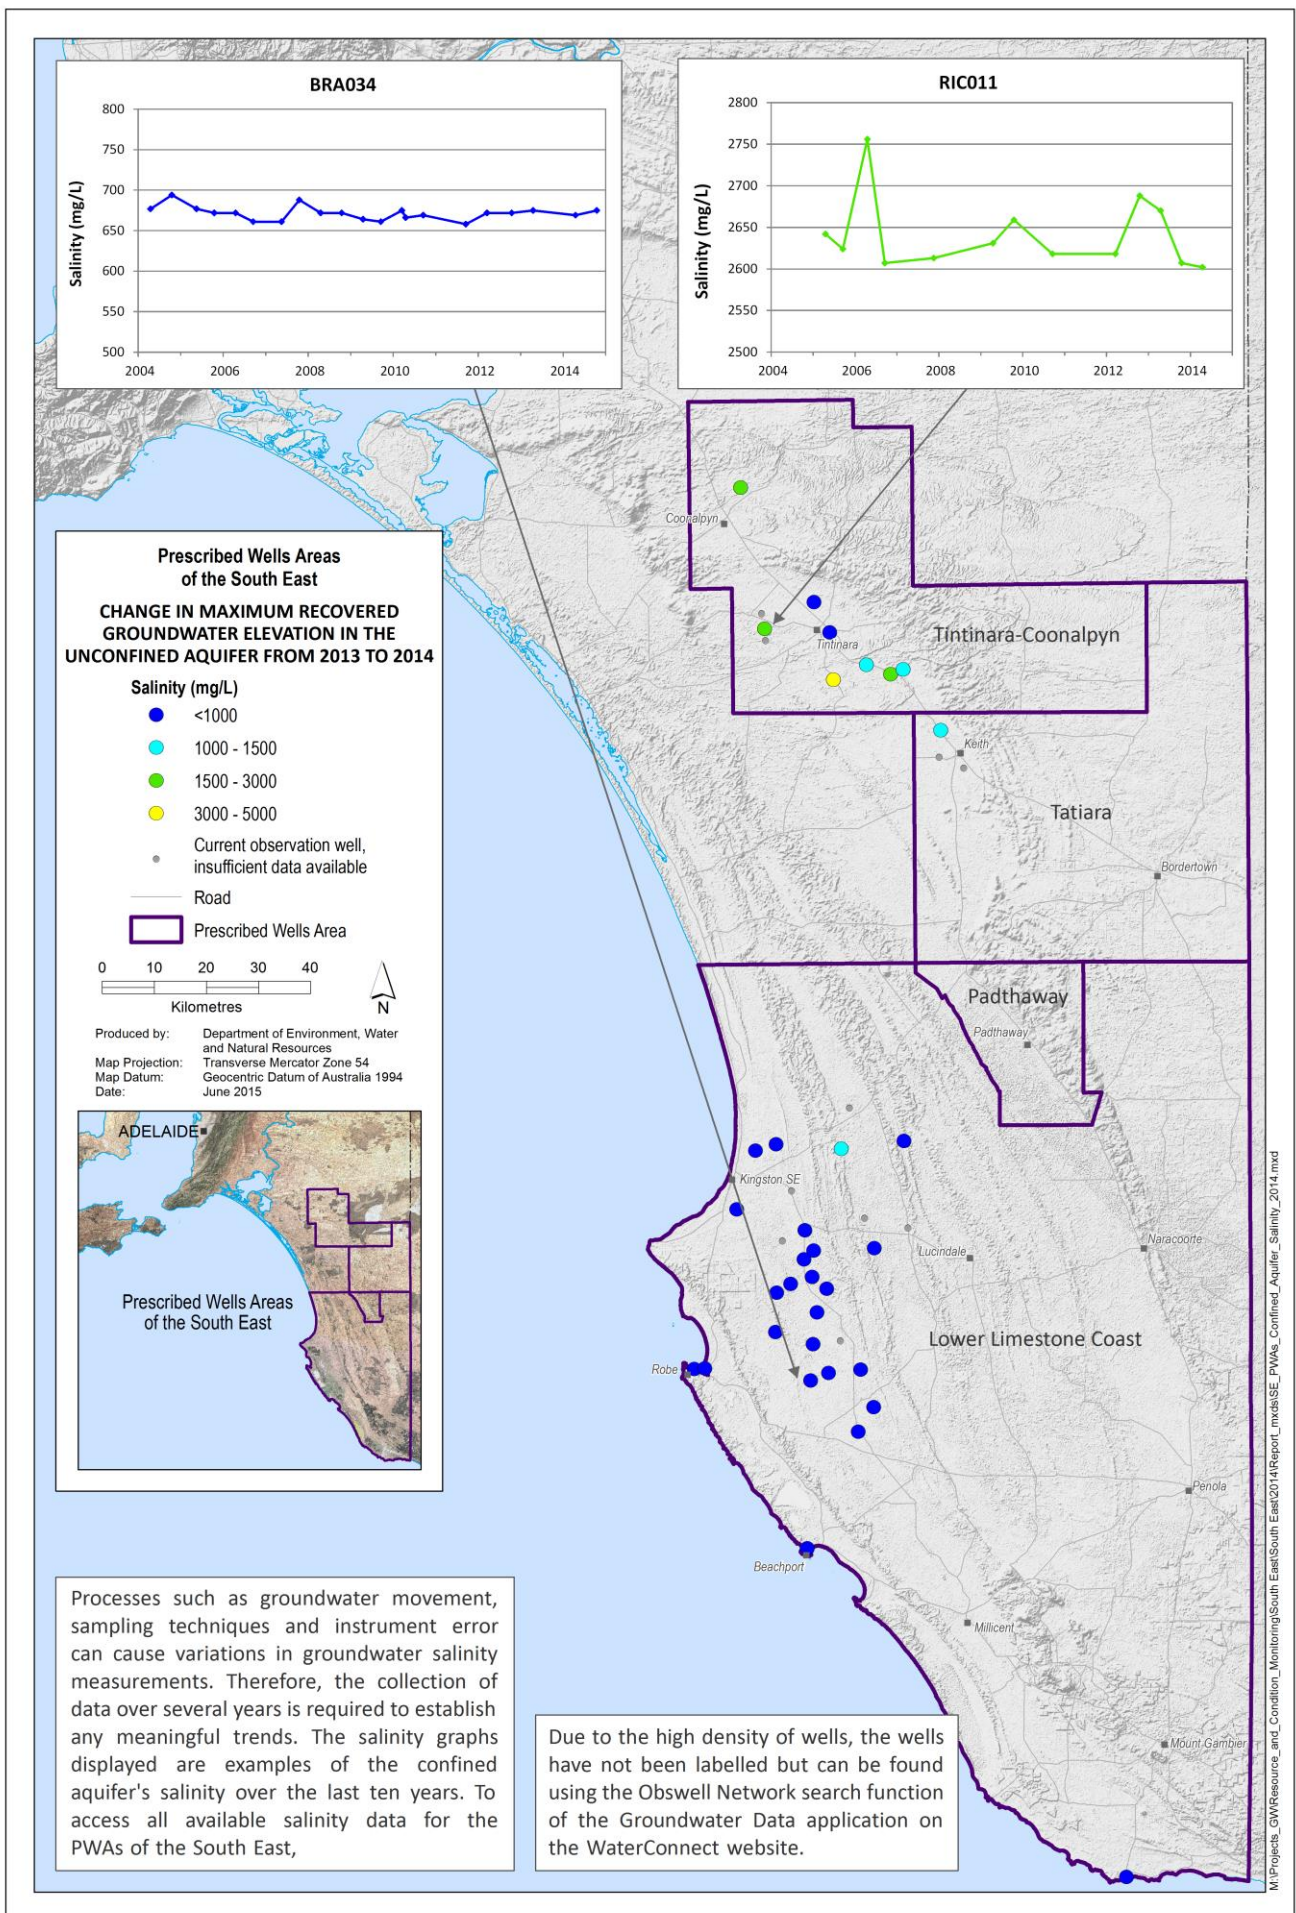 BRA034
Salinity (mg/L)
800
750
700
650
600
550
500
2004
2006
2008
2010
2012
2014
RIC011
Salinity (mg/L)
2800
2750
2700
2650
2600
2550
2500
2004
2006
2008
2010
2012
2014
Prescribed Wells Areas
of the South East
CHANGE IN MAXIMUM RECOVERED
GROUNDWATER ELEVATION IN THE
UNCONFINED AQUIFER FROM 2013 TO 2014
Salinity (mg/L)
<1000
1000 - 1500
1500 - 3000
3000 - 5000
Current observation well,
insufficient data available
Road
Prescribed Wells Area
0 10 20 30 40
Kilometres
N
Produced by: Department of Environment, Water
and Natural Resources
Map Projection: Transverse Mercator Zone 54
Map Datum: Geocentric Datum of Australia 1994
Date: June 2015
ADELAIDE
Prescribed Wells Areas
of the South East
Coonalpyn
Tintinara
Tintinara-Coonalpyn
Keith
Tatiara
Bordertown
Padthaway
Padthaway
Kingston SE
Lucindale
Naracoorte
Lower Limestone Coast
Robe
Penola
Beachport
Millicent
Mount Gambier
Processes such as groundwater movement,
sampling techniques and instrument error
can cause variations in groundwater salinity
measurements. Therefore, the collection of
data over several years is required to establish
any meaningful trends. The salinity graphs
displayed are examples of the confined
aquifer's salinity over the last ten years. To
access all available salinity data for the
PWAs of the South East,
Due to the high density of wells, the wells
have not been labelled but can be found
using the Obswell Network search function
of the Groundwater Data application on
the WaterConnect website.
M:\Projects_GW\Resource_and_Condition_Monitoring\South East\South East\2014\Report_mxds\SE_PWAs_Confined_Aquifer_Salinity_2014.mxd